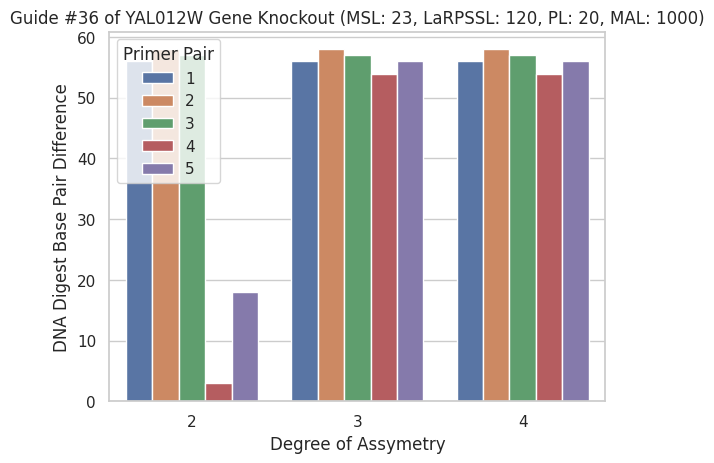 Guide #36 of YAL012W Gene Knockout (MSL: 23, LaRPSSL: 120, PL: 20, MAL: 1000)
Primer Pair
1
2
3
4
5
DNA Digest Base Pair Difference
60
50
40
30
20
10
0
2 3 4
Degree of Assymetry